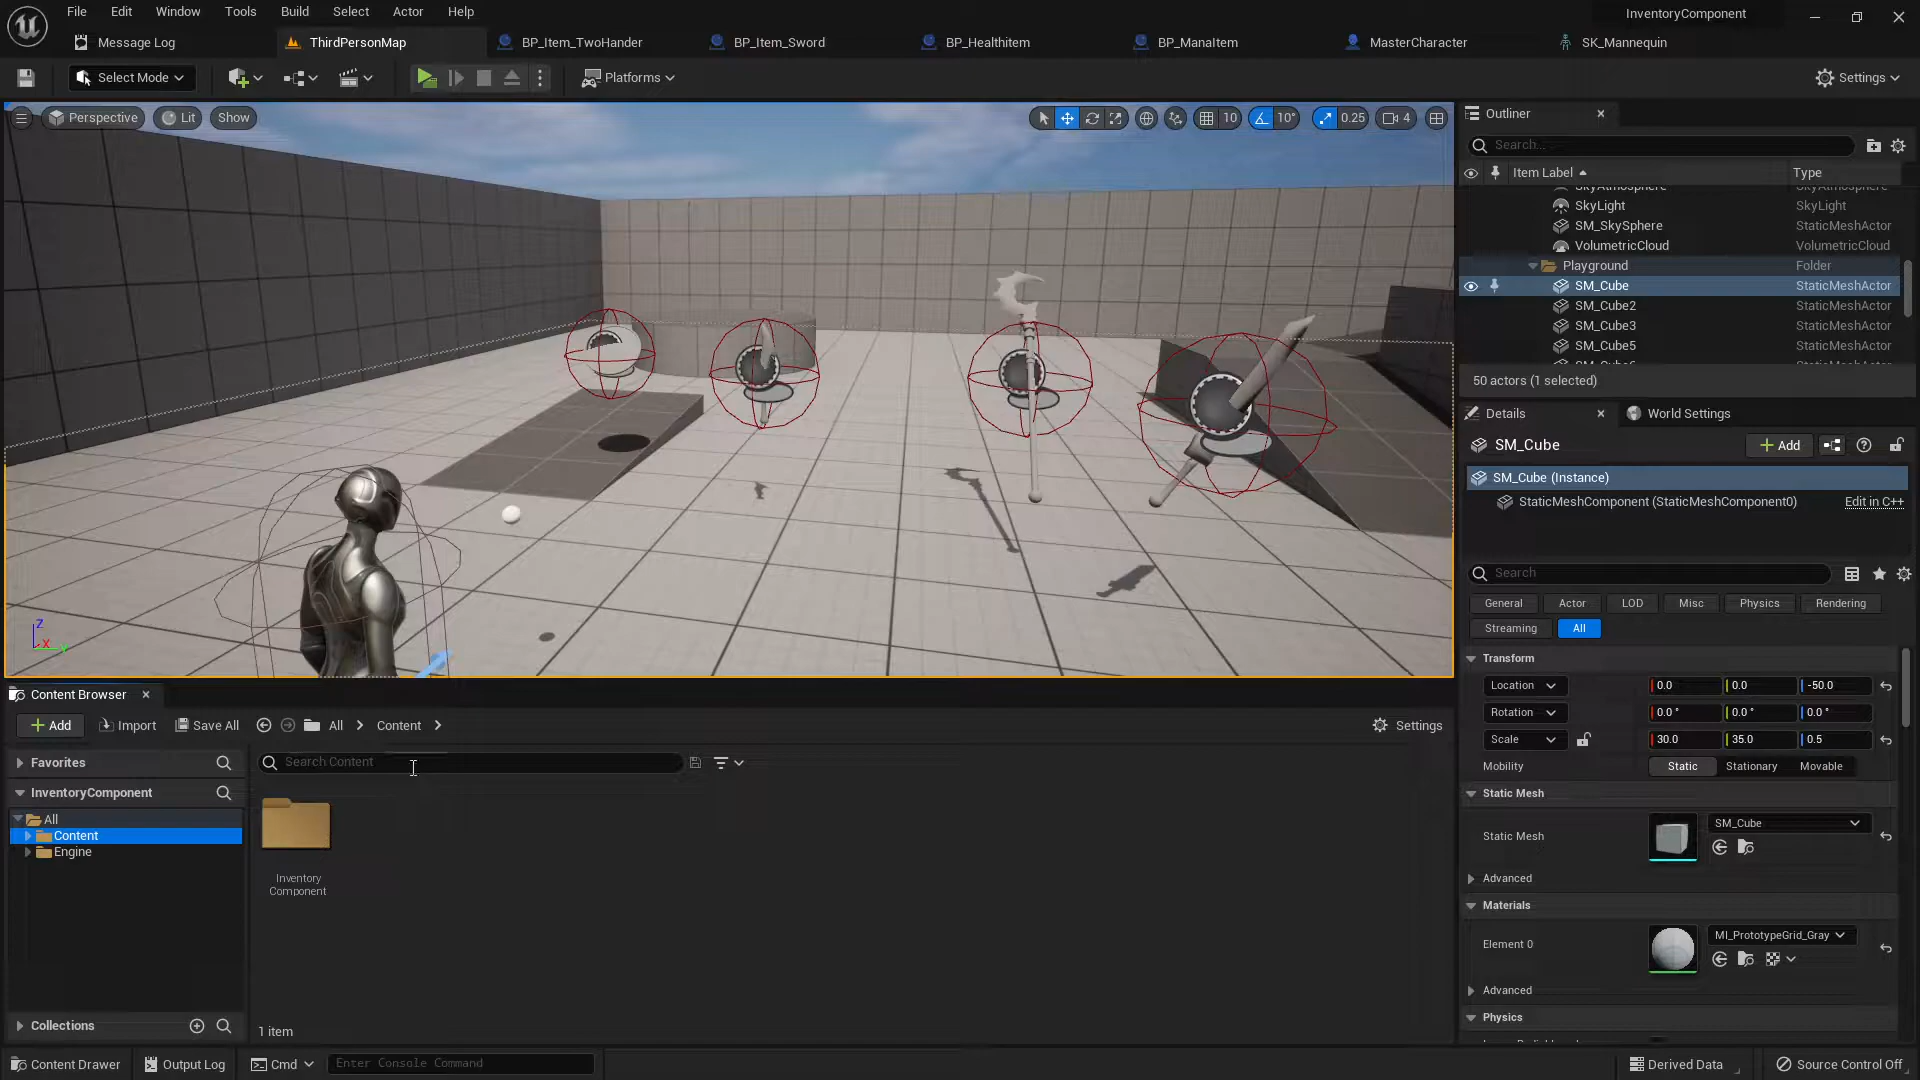 File Edit Window Tools Build Select Actor Help
InventoryComponent
Message Log ThirdPersonMap BP_Item_TwoHander BP_Item_Sword BP_Healthitem BP_ManaItem MasterCharacter SK_Mannequin
Select Mode Platforms Settings
Perspective Lit Show 10 10° 0.25 4
Outliner
Search...
Item Label Type
SkyAtmosphere
SkyLight SkyLight
SM_SkySphere StaticMeshActor
VolumetricCloud VolumetricCloud
Playground Folder
SM_Cube StaticMeshActor
SM_Cube2 StaticMeshActor
SM_Cube3 StaticMeshActor
SM_Cube5 StaticMeshActor
50 actors (1 selected)
Details World Settings
SM_Cube Add
SM_Cube (Instance)
StaticMeshComponent (StaticMeshComponent0) Edit in C++
Search
General Actor LOD Misc Physics Rendering
Streaming All
Transform
Location 0.0 0.0 -50.0
Rotation 0.0 ° 0.0 ° 0.0 °
Scale 30.0 35.0 0.5
Mobility Static Stationary Movable
Static Mesh
Static Mesh SM_Cube
Advanced
Materials
Element 0 MI_PrototypeGrid_Gray
Advanced
Physics
Z
X
Content Browser
Add Import Save All All Content Settings
Favorites
Search Content
InventoryComponent
All
Content
Engine
Inventory
Component
Collections
1 item
Content Drawer Output Log Cmd Enter Console Command Derived Data Source Control Off